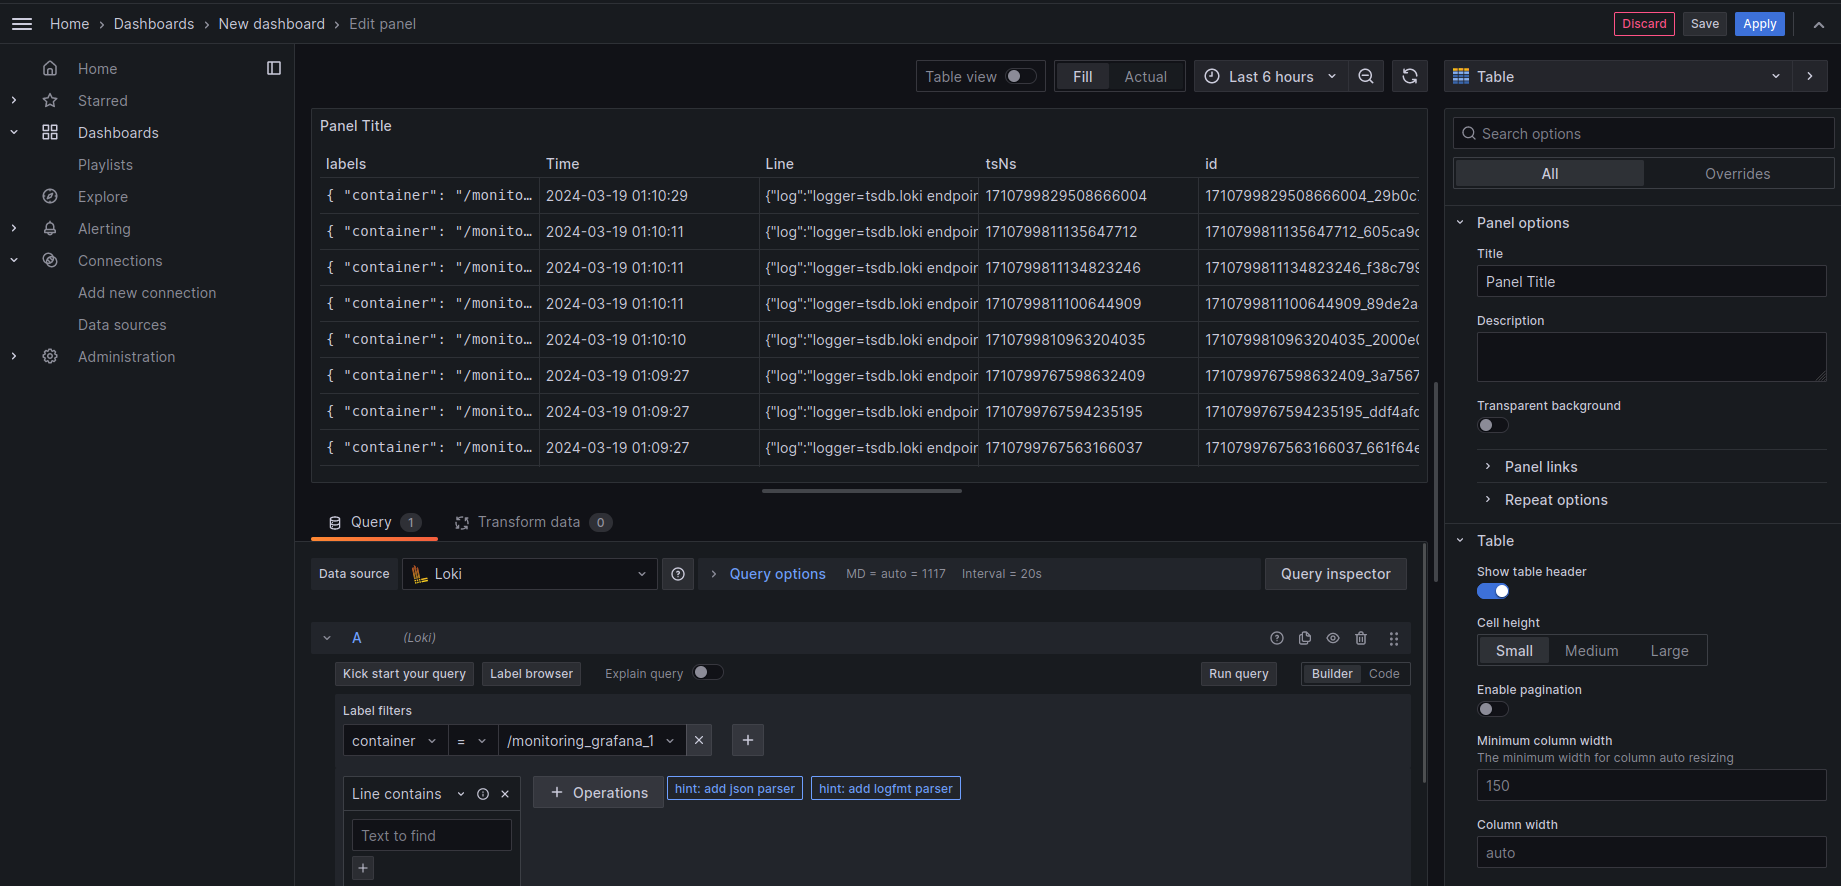 Home › Dashboards › New dashboard › Edit panel
Discard Save Apply
Home
Starred
Dashboards
Playlists
Explore
Alerting
Connections
Add new connection
Data sources
Administration
Table view Fill Actual Last 6 hours
Panel Title
labels Time Line tsNs id
{ "container": "/monito… 2024-03-19 01:10:29 {"log":"logger=tsdb.loki endpoin 1710799829508666004 1710799829508666004_29b0c
{ "container": "/monito… 2024-03-19 01:10:11 {"log":"logger=tsdb.loki endpoin 1710799811135647712 1710799811135647712_605ca9c
{ "container": "/monito… 2024-03-19 01:10:11 {"log":"logger=tsdb.loki endpoin 1710799811134823246 1710799811134823246_f38c799
{ "container": "/monito… 2024-03-19 01:10:11 {"log":"logger=tsdb.loki endpoin 1710799811100644909 1710799811100644909_89de2a
{ "container": "/monito… 2024-03-19 01:10:10 {"log":"logger=tsdb.loki endpoin 1710799810963204035 1710799810963204035_2000e0
{ "container": "/monito… 2024-03-19 01:09:27 {"log":"logger=tsdb.loki endpoin 1710799767598632409 1710799767598632409_3a7567
{ "container": "/monito… 2024-03-19 01:09:27 {"log":"logger=tsdb.loki endpoin 1710799767594235195 1710799767594235195_ddf4afc
{ "container": "/monito… 2024-03-19 01:09:27 {"log":"logger=tsdb.loki endpoin 1710799767563166037 1710799767563166037_661f64e
Query 1 Transform data 0
Data source Loki Query options MD = auto = 1117 Interval = 20s Query inspector
A (Loki)
Kick start your query Label browser Explain query Run query Builder Code
Label filters
container = /monitoring_grafana_1 × +
Line contains × + Operations hint: add json parser hint: add logfmt parser
Text to find
+
Table
Search options
All Overrides
Panel options
Title
Panel Title
Description
Transparent background
Panel links
Repeat options
Table
Show table header
Cell height
Small Medium Large
Enable pagination
Minimum column width
The minimum width for column auto resizing
150
Column width
auto